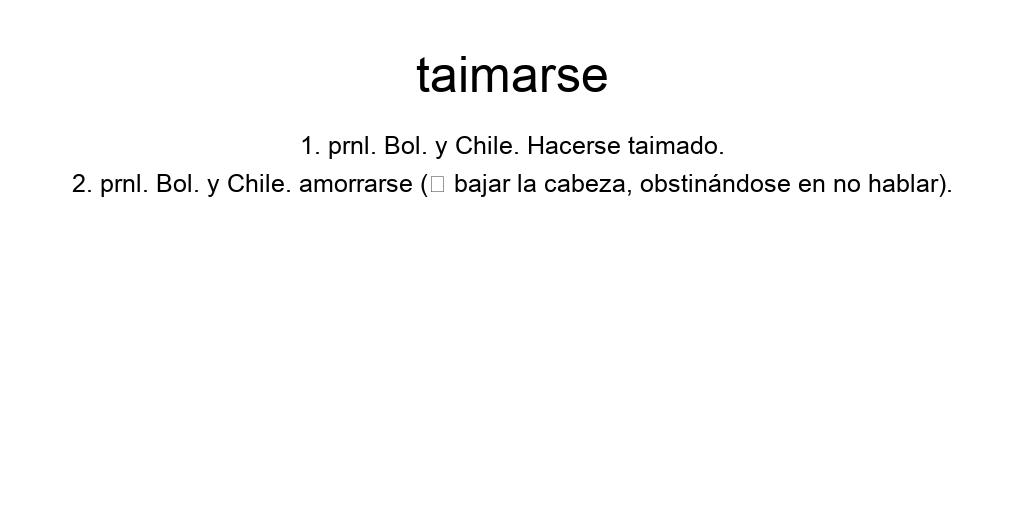 taimarse
1. prnl. Bol. y Chile. Hacerse taimado.
2. prnl. Bol. y Chile. amorrarse (□ bajar la cabeza, obstinándose en no hablar).